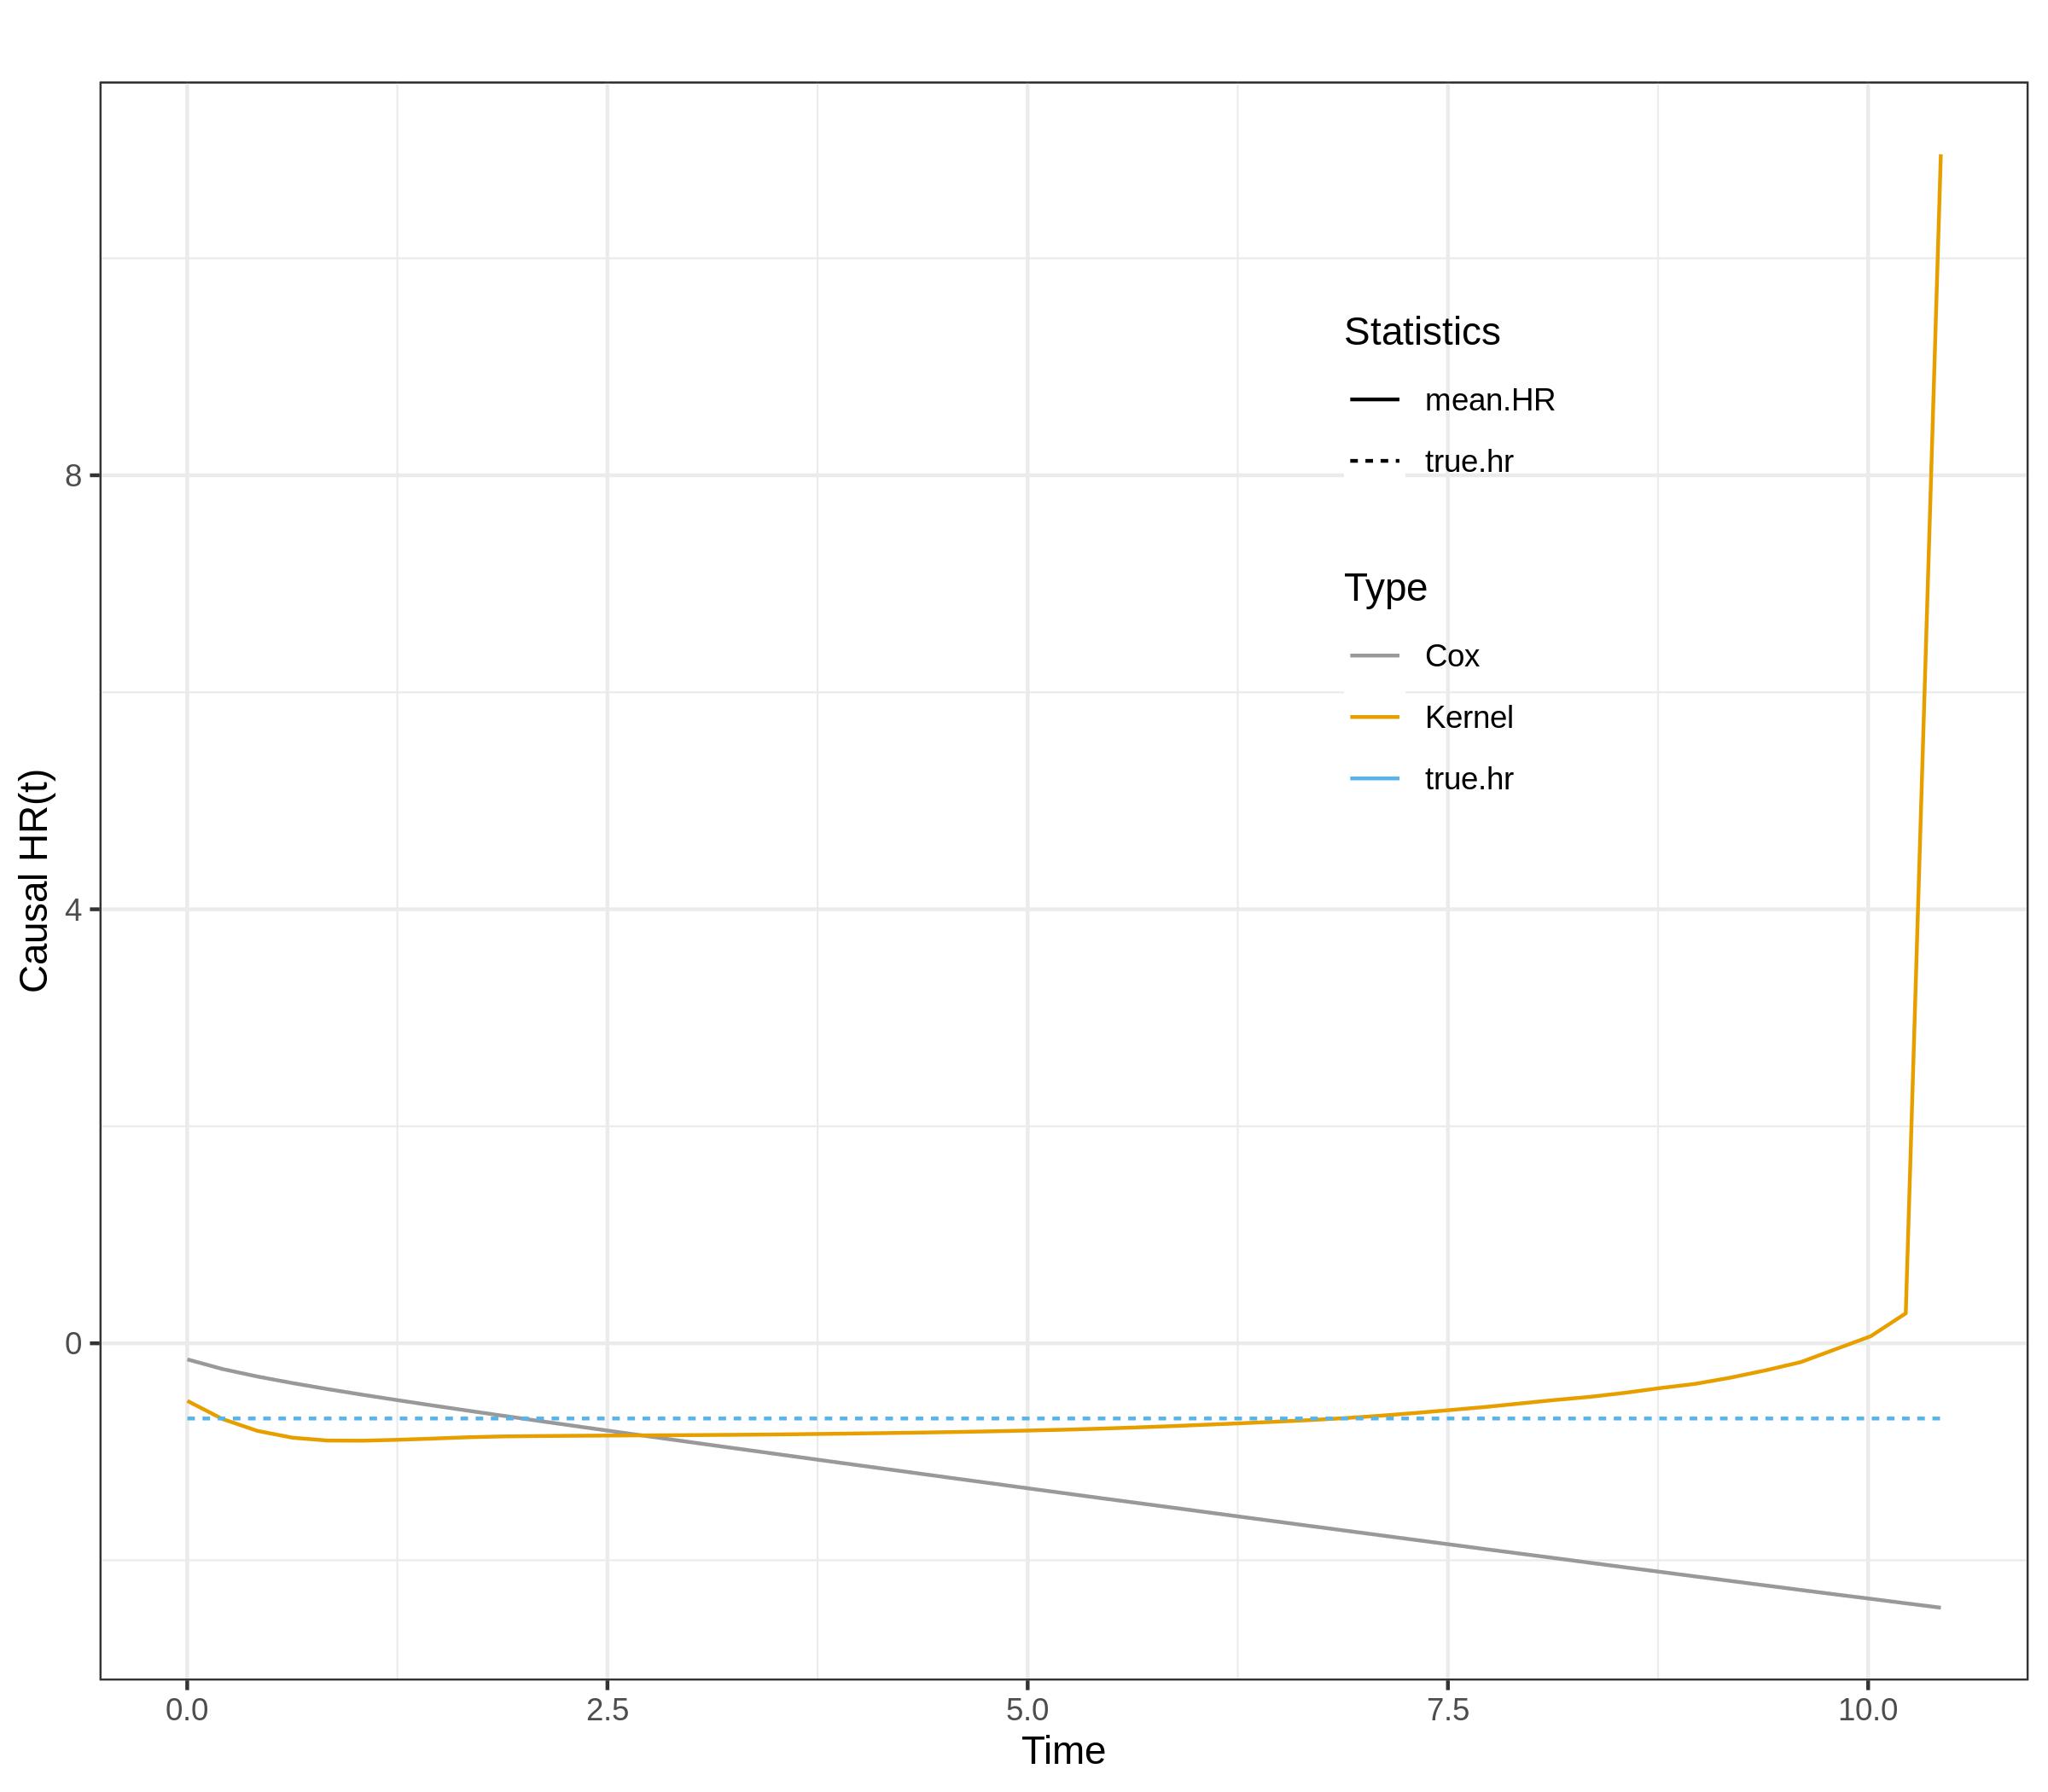 Statistics
mean.HR
true.hr
Type
Cox
Kernel
true.hr
8
4
0
Causal HR(t)
0.0
2.5
5.0
7.5
10.0
Time